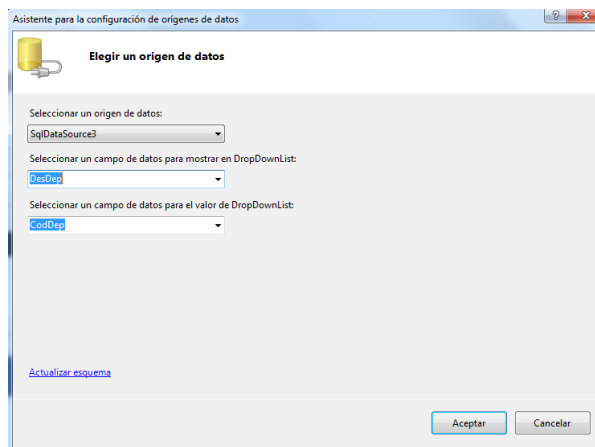 Asistente para la configuración de orígenes de datos
Elegir un origen de datos
Seleccionar un origen de datos:
SqlDataSource3
Seleccionar un campo de datos para mostrar en DropDownList:
DesDep
Seleccionar un campo de datos para el valor de DropDownList:
CodDep
Actualizar esquema
Aceptar
Cancelar